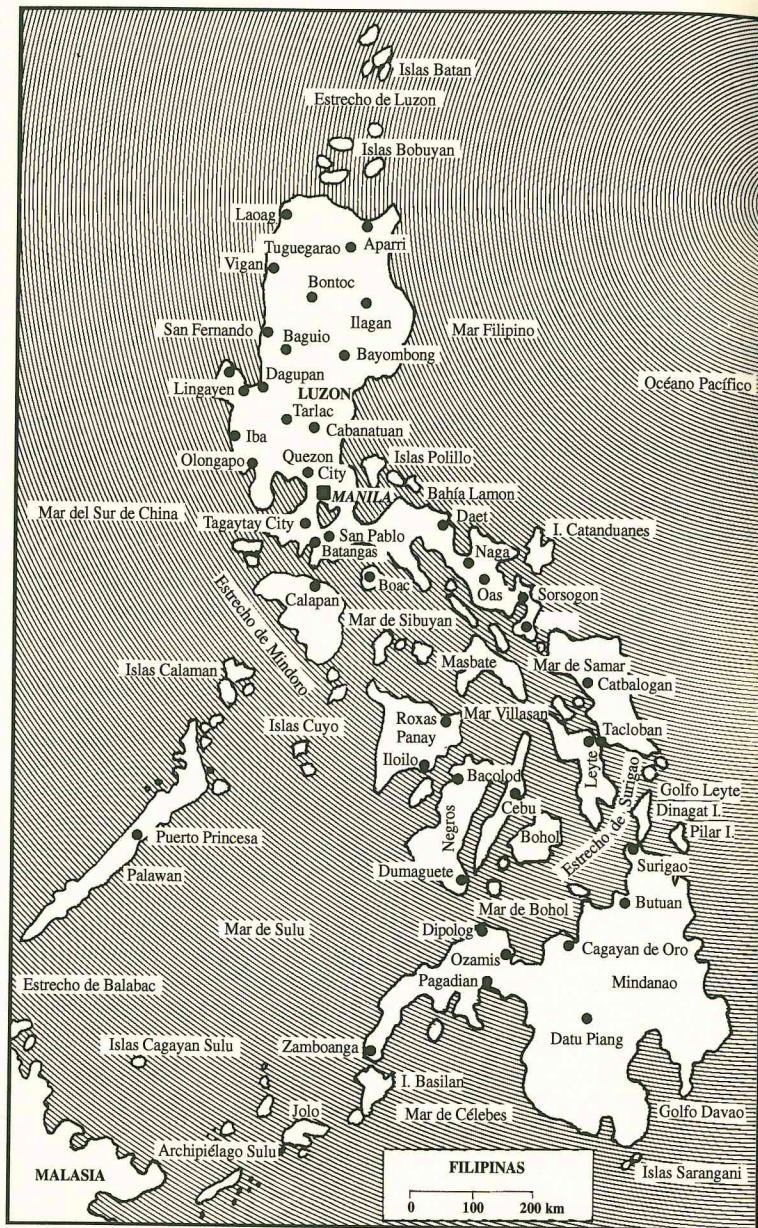 Islas Batan
Estrecho de Luzon
Islas Bobuyan
Laoag
Aparri
Tuguegarao
Vigan
Bontoc
Ilagan
San Fernando
Mar Filipino
Baguio
Bayombong
Océano Pacífico
Dagupan
Lingayen
LUZON
Tarlac
Cabanatuan
Iba
Islas Polillo
Olongapo
Quezon
City
MANILA
Bahía Lamon
Mar del Sur de China
Tagaytay City
Daet
I. Catanduanes
San Pablo
Batangas
Naga
Boac
Oas
Calapan
Sorsogon
Estrecho de Mindoro
Mar de Sibuyan
Masbate
Mar de Samar
Islas Calaman
Catbalogan
Islas Cuyo
Roxas
Panay
Mar Villasan
Tacloban
Iloilo
Leyte
Bacolod
Cebu
Golfo Leyte
Dinagat I.
Negros
Bohol
Estrecho de Surigao
Pilar I.
Puerto Princesa
Surigao
Palawan
Dumaguete
Butuan
Mar de Bohol
Mar de Sulu
Dipolog
Cagayan de Oro
Ozamis
Estrecho de Balabac
Pagadian
Mindanao
Datu Piang
Islas Cagayan Sulu
Zamboanga
I. Basilan
Jolo
Mar de Célebes
Golfo Davao
Archipiélago Sulu
MALASIA
FILIPINAS
Islas Sarangani
0 100 200 km